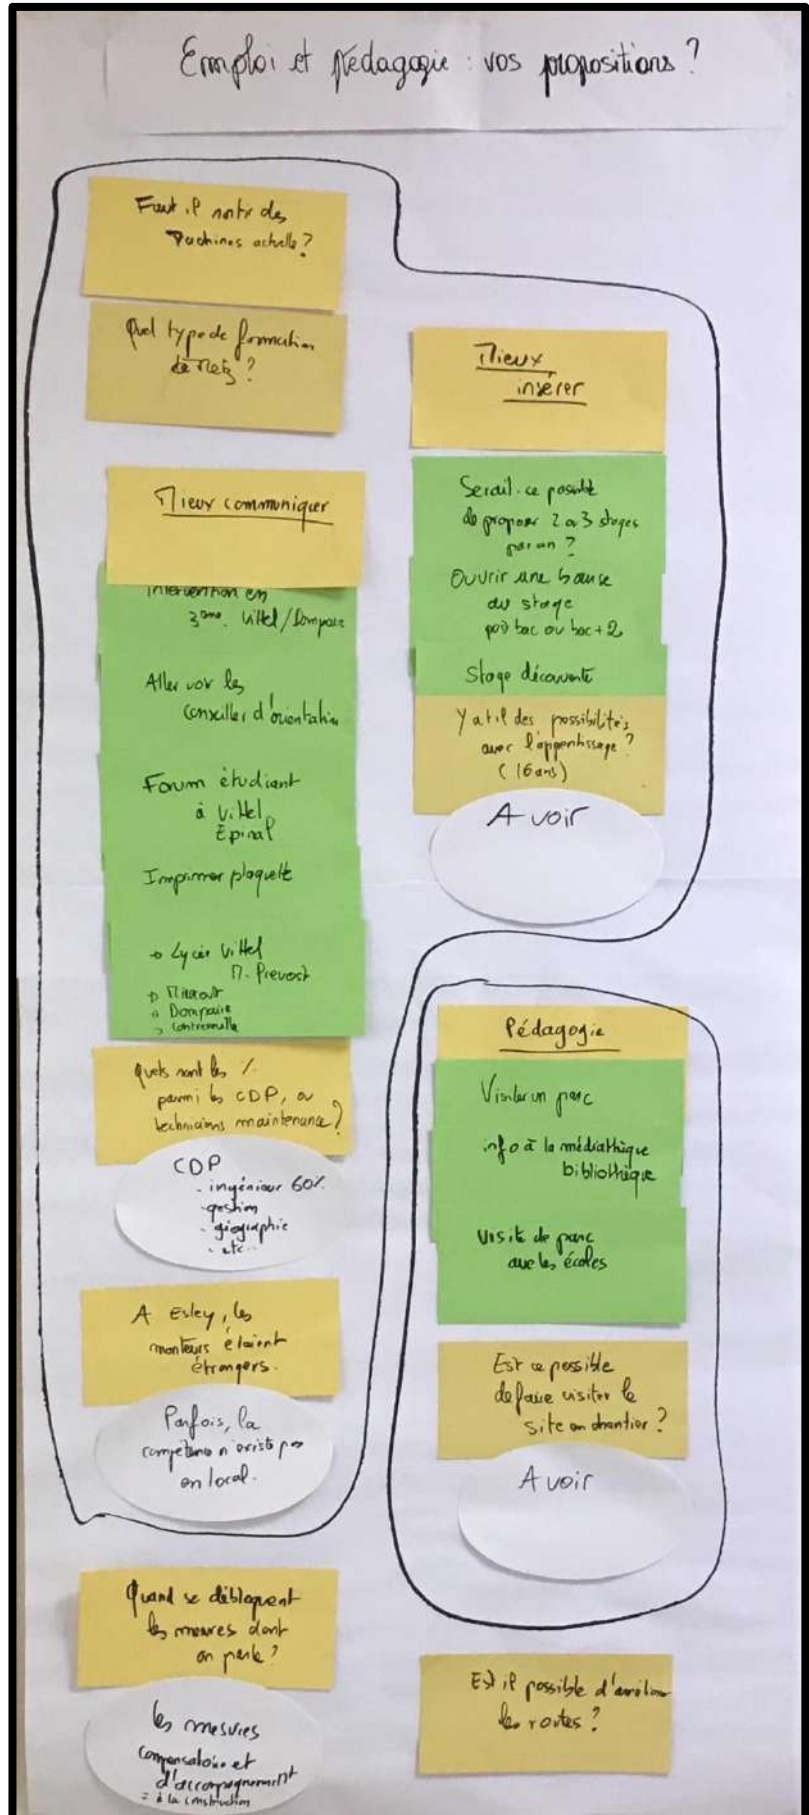 Emploi et pédagogie : vos propositions ?
Faut il
des
machines actuelle ?
Quel type de formation
de Metz ?
Mieux communiquer
intervention en
3ème. Vittel/Dompaire
Aller voir les
conseiller d'orientation
Forum étudiant
à Vittel
Épinal
Imprimer plaquette
→ Lycée Vittel
M. Prevost
→ Mirecourt
→ Dompaire
→ Contrexeville
Quels sont les %
parmi les CDP, ou
techniciens maintenance ?
CDP
- ingénieur 60%
- gestion
- géographie
- etc...
A Esley, les
monteurs étaient
étrangers.
Parfois, la
compétence n'existe pas
en local.
Quand se débloquent
les mesures dont
on parle ?
les mesures
compensatoire et
d'accompagnement
= à la construction
Mieux
insérer
Serait-ce possible
de proposer 2 à 3 stages
par an ?
Ouvrir une bourse
au stage
post bac ou bac+2
Stage découverte
Y a t il des possibilités
avec l'apprentissage ?
(16 ans)
A voir
Pédagogie
Visiter un parc
info à la médiathèque
bibliothèque
Visite de parc
avec les écoles
Est ce possible
de faire visiter le
site en chantier ?
A voir
Est il possible d'améliorer
les routes ?